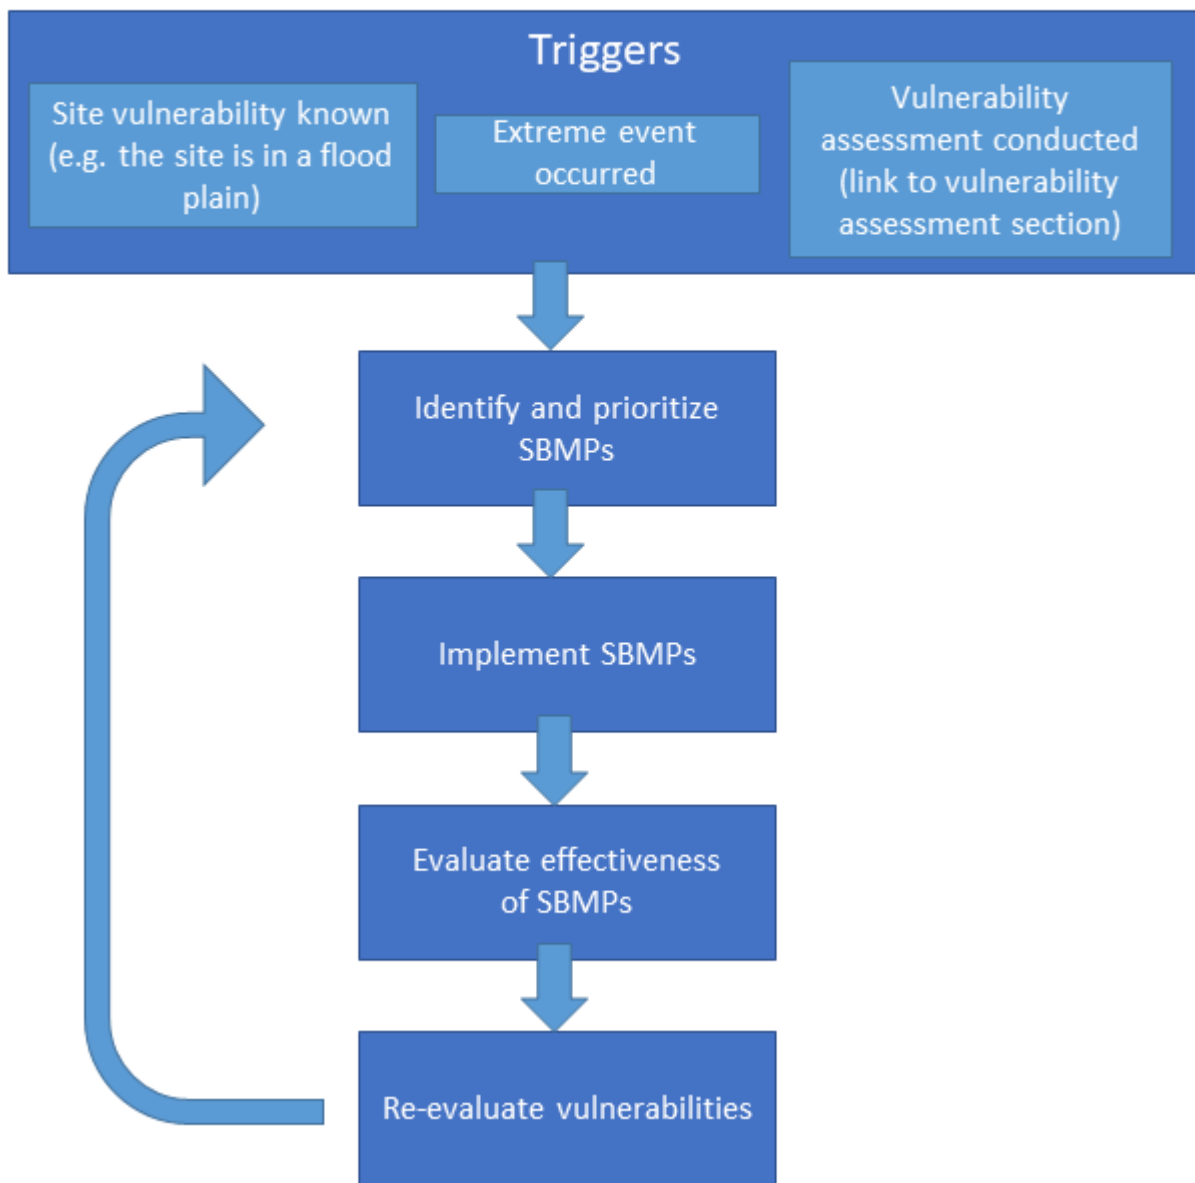 Triggers
Site vulnerability known
(e.g. the site is in a flood
plain)
Extreme event
occurred
Vulnerability
assessment conducted
(link to vulnerability
assessment section)
Identify and prioritize
SBMPs
Implement SBMPs
Evaluate effectiveness
of SBMPs
Re-evaluate vulnerabilities